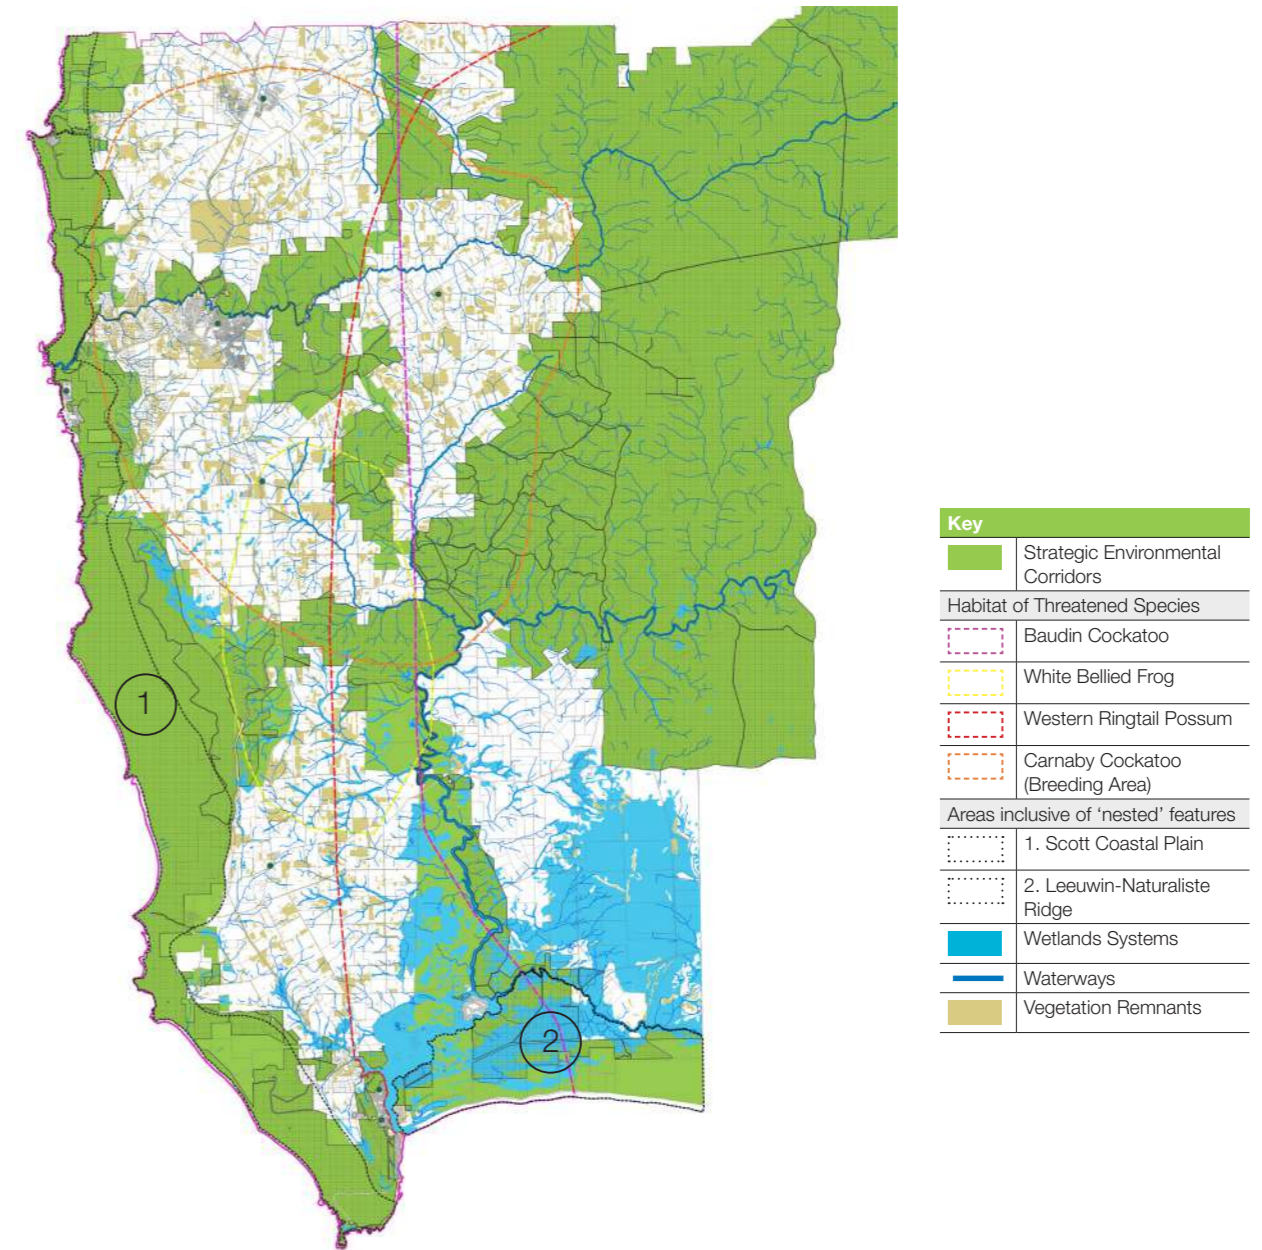 1
2
Key
Strategic Environmental
Corridors
Habitat of Threatened Species
Baudin Cockatoo
White Bellied Frog
Western Ringtail Possum
Carnaby Cockatoo
(Breeding Area)
Areas inclusive of ‘nested’ features
1. Scott Coastal Plain
2. Leeuwin-Naturaliste
Ridge
Wetlands Systems
Waterways
Vegetation Remnants